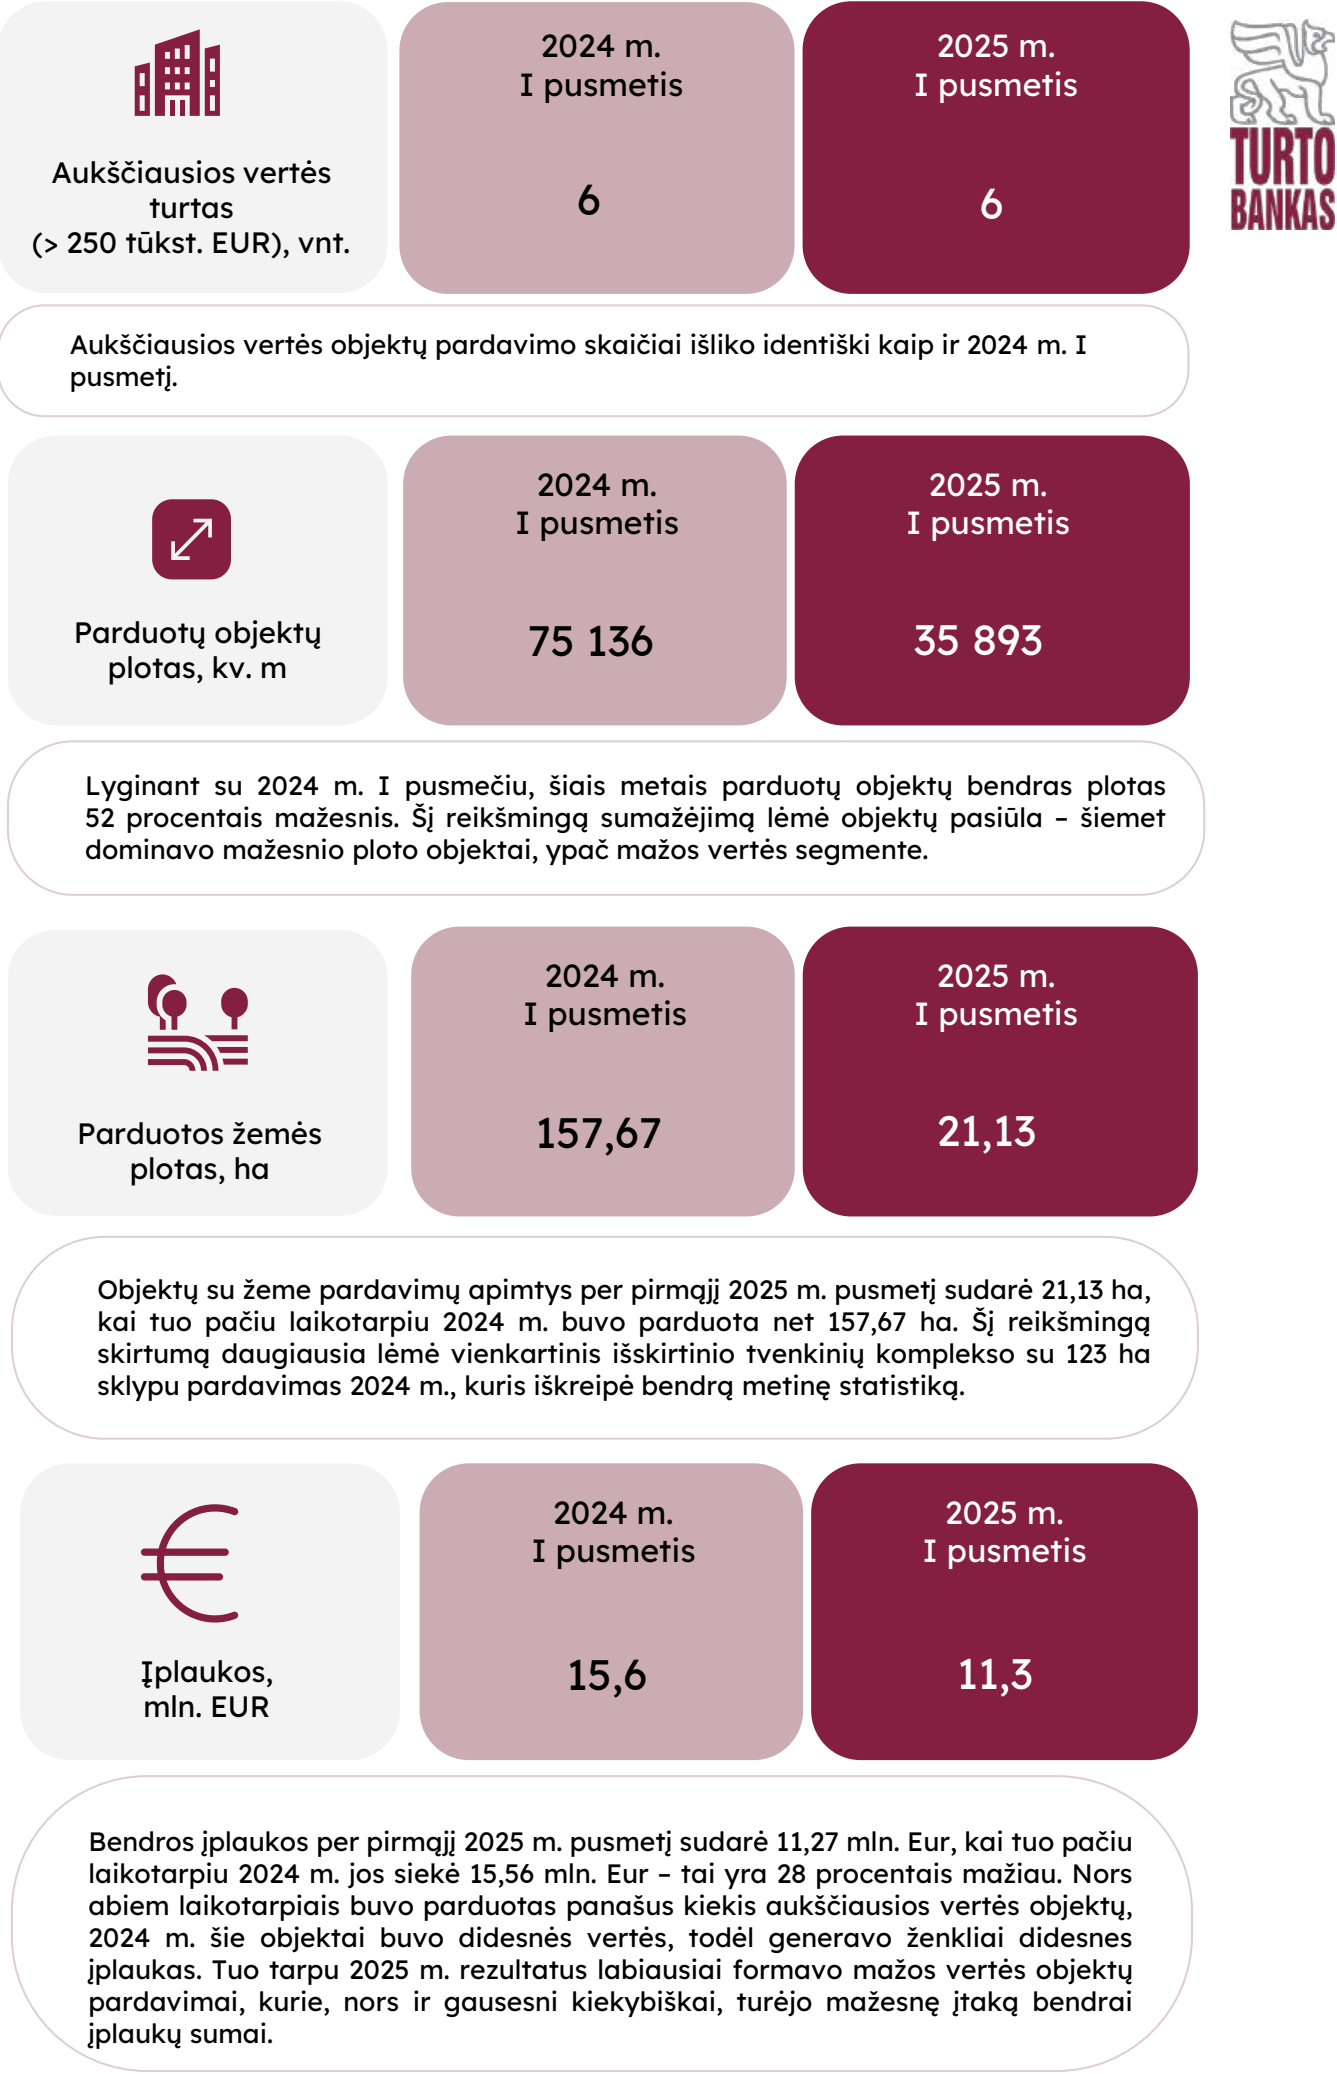 Aukščiausios vertės
turtas
(> 250 tūkst. EUR), vnt.
2024 m.
I pusmetis
6
2025 m.
I pusmetis
6
TURTO
BANKAS
Aukščiausios vertės objektų pardavimo skaičiai išliko identiški kaip ir 2024 m. I
pusmetį.
Parduotų objektų
plotas, kv. m
2024 m.
I pusmetis
75 136
2025 m.
I pusmetis
35 893
Lyginant su 2024 m. I pusmečiu, šiais metais parduotų objektų bendras plotas
52 procentais mažesnis. Šį reikšmingą sumažėjimą lėmė objektų pasiūla – šiemet
dominavo mažesnio ploto objektai, ypač mažos vertės segmente.
Parduotos žemės
plotas, ha
2024 m.
I pusmetis
157,67
2025 m.
I pusmetis
21,13
Objektų su žeme pardavimų apimtys per pirmąjį 2025 m. pusmetį sudarė 21,13 ha,
kai tuo pačiu laikotarpiu 2024 m. buvo parduota net 157,67 ha. Šį reikšmingą
skirtumą daugiausia lėmė vienkartinis išskirtinio tvenkinių komplekso su 123 ha
sklypu pardavimas 2024 m., kuris iškreipė bendrą metinę statistiką.
Įplaukos,
mln. EUR
2024 m.
I pusmetis
15,6
2025 m.
I pusmetis
11,3
Bendros įplaukos per pirmąjį 2025 m. pusmetį sudarė 11,27 mln. Eur, kai tuo pačiu
laikotarpiu 2024 m. jos siekė 15,56 mln. Eur – tai yra 28 procentais mažiau. Nors
abiem laikotarpiais buvo parduotas panašus kiekis aukščiausios vertės objektų,
2024 m. šie objektai buvo didesnės vertės, todėl generavo ženkliai didesnes
įplaukas. Tuo tarpu 2025 m. rezultatus labiausiai formavo mažos vertės objektų
pardavimai, kurie, nors ir gausesni kiekybiškai, turėjo mažesnę įtaką bendrai
įplaukų sumai.